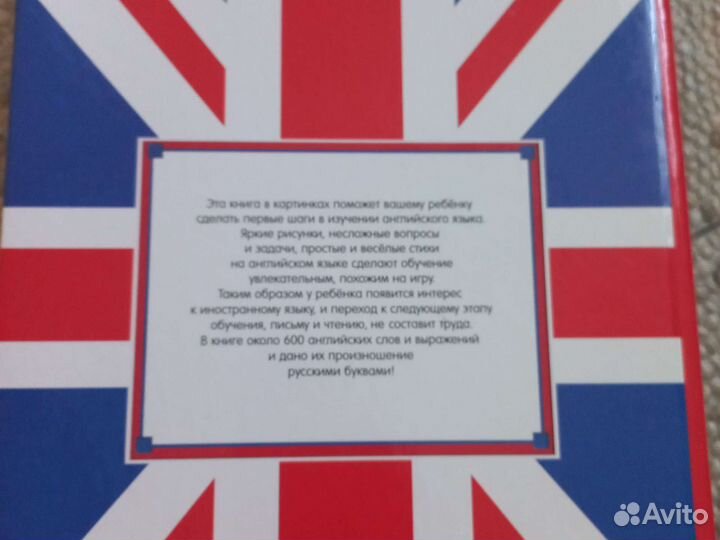 Эта книга в картинках поможет вашему ребёнку
сделать первые шаги в изучении английского языка.
Яркие рисунки, несложные вопросы
и задачи, простые и весёлые стихи
на английском языке сделают обучение
увлекательным, похожим на игру.
Таким образом у ребёнка появится интерес
к иностранному языку, и переход к следующему этапу
обучения, письму и чтению, не составит труда.
В книге около 600 английских слов и выражений
и дано их произношение
русскими буквами!
Avito